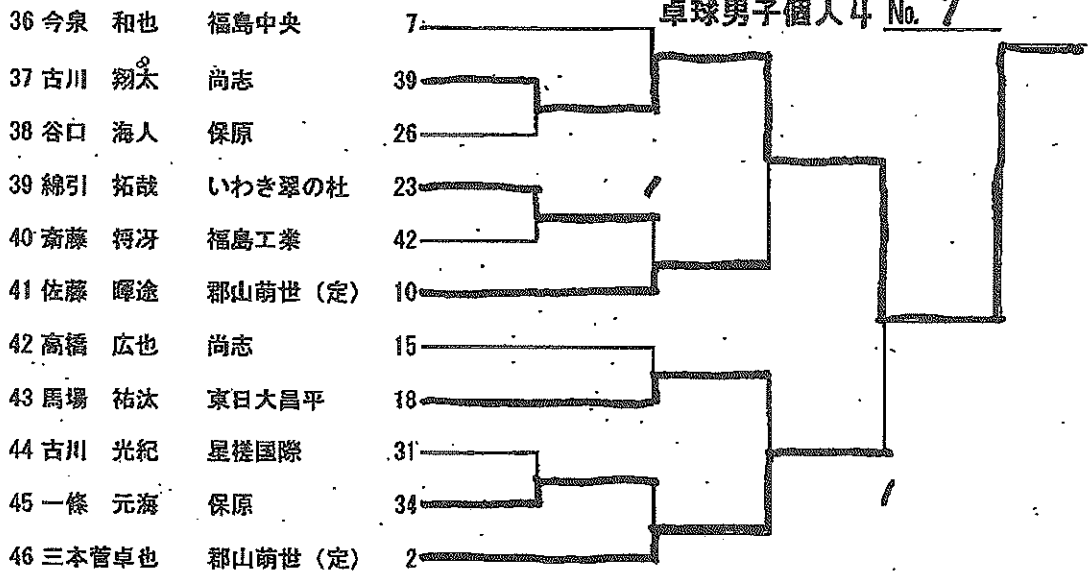 卓球男子個人4 No. 7
36 今泉 和也 福島中央 7
37 古川 翔太 尚志 39
38 谷口 海人 保原 26
39 綿引 拓哉 いわき翠の杜 23
40 斎藤 将冴 福島工業 42
41 佐藤 暉途 郡山萌世（定） 10
42 高橋 広也 尚志 15
43 馬場 祐汰 東日大昌平 18
44 古川 光紀 星槎国際 31
45 一條 元海 保原 34
46 三本菅卓也 郡山萌世（定） 2